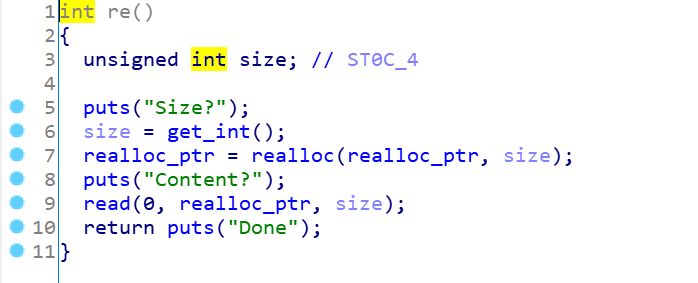 1 int re()
2 {
3 unsigned int size; // ST0C_4
4
5 puts("Size?");
6 size = get_int();
7 realloc_ptr = realloc(realloc_ptr, size);
8 puts("Content?");
9 read(0, realloc_ptr, size);
10 return puts("Done");
11 }